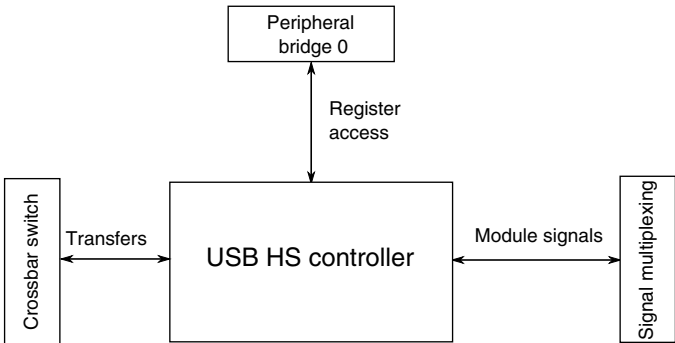 Peripheral
bridge 0
Register
access
Crossbar switch
Transfers
USB HS controller
Module signals
Signal multiplexing